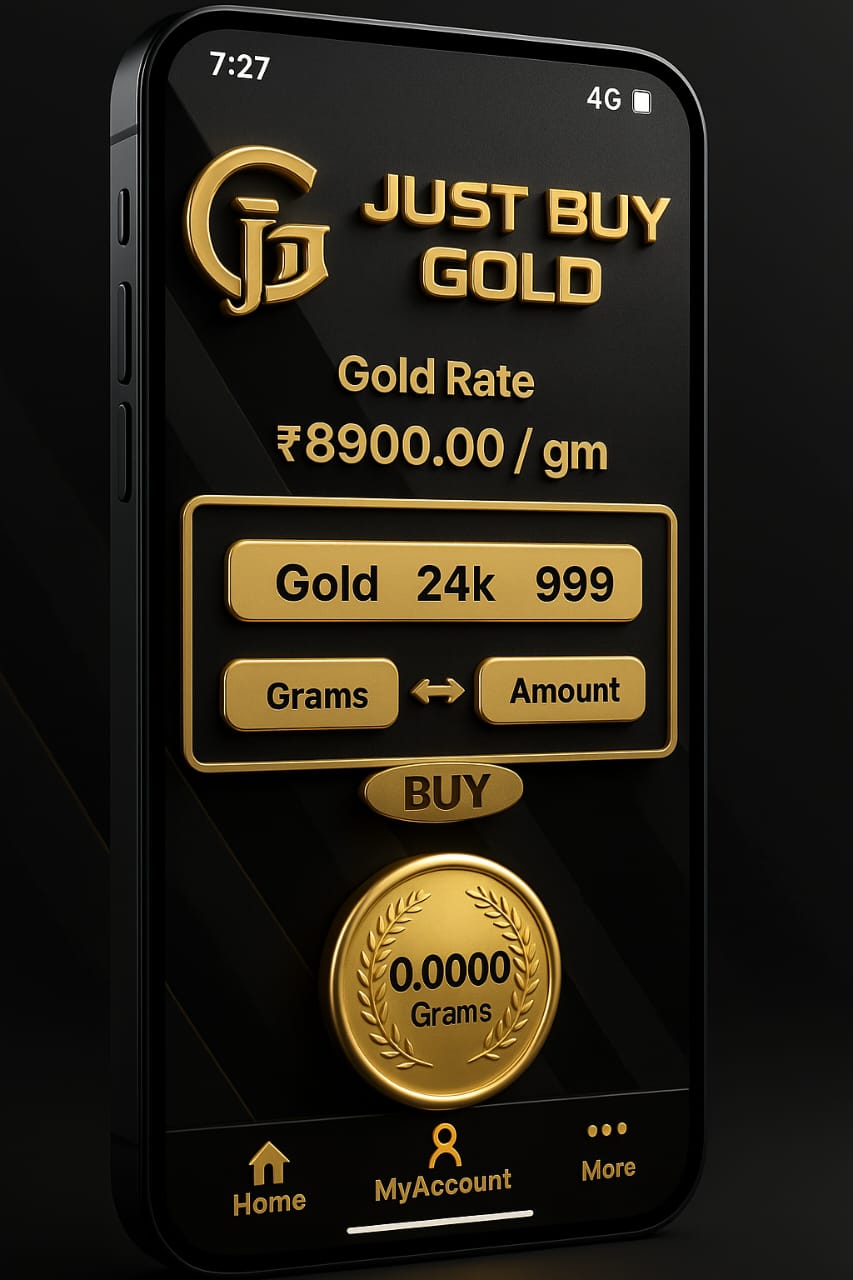 7:27
4G
JUST BUY
GOLD
Gold Rate
₹8900.00 / gm
Gold 24k 999
Grams Amount
BUY
0.0000
Grams
Home MyAccount More